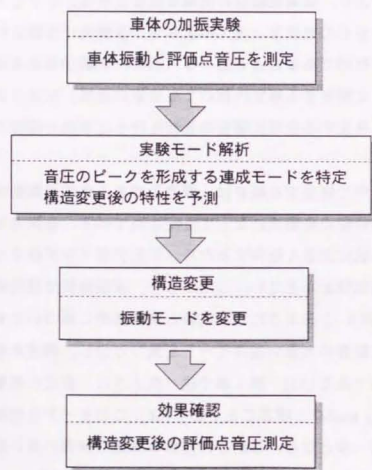 車体の加振実験
車体振動と評価点音圧を測定
実験モード解析
音圧のピークを形成する連成モードを特定
構造変更後の特性を予測
構造変更
振動モードを変更
効果確認
構造変更後の評価点音圧測定